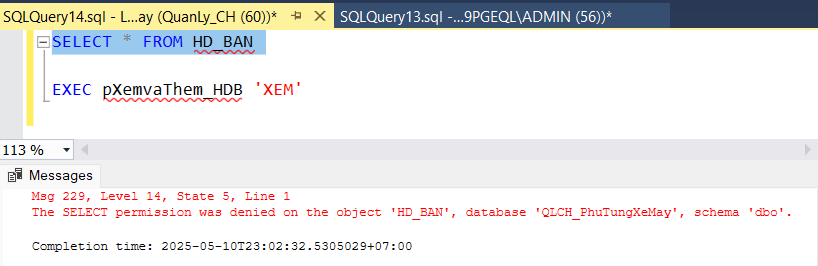 SQLQuery14.sql - L...ay (QuanLy_CH (60))*
SQLQuery13.sql -...9PGEQL\ADMIN (56))*
SELECT * FROM HD_BAN
EXEC pXemvaThem_HDB 'XEM'
113 %
Messages
Msg 229, Level 14, State 5, Line 1
The SELECT permission was denied on the object 'HD_BAN', database 'QLCH_PhuTungXeMay', schema 'dbo'.
Completion time: 2025-05-10T23:02:32.5305029+07:00